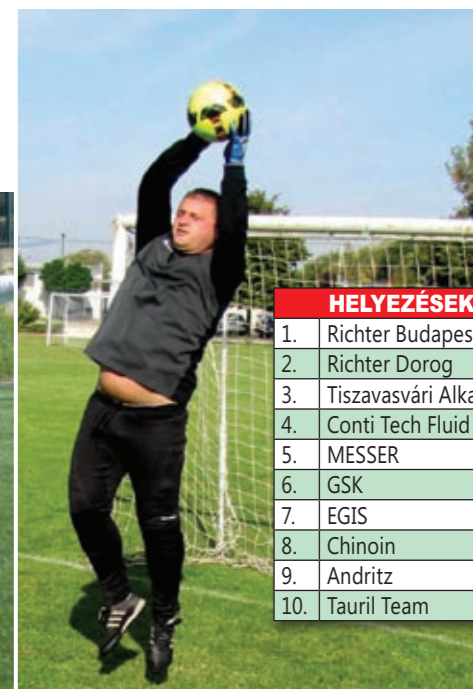 HELYEZÉSEK
1. Richter Budapes
2. Richter Dorog
3. Tiszavasvári Alka
4. Conti Tech Fluid
5. MESSER
6. GSK
7. EGIS
8. Chinoin
9. Andritz
10. Tauril Team